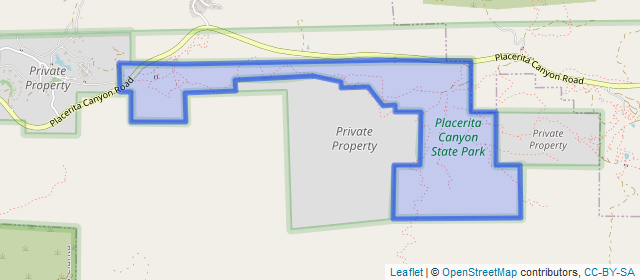 Private
Property
Placerita Canyon Road
Placerita Canyon Road
Placerita
Canyon
State Park
Private
Property
Private
Property
Leaflet | © OpenStreetMap contributors, CC-BY-SA